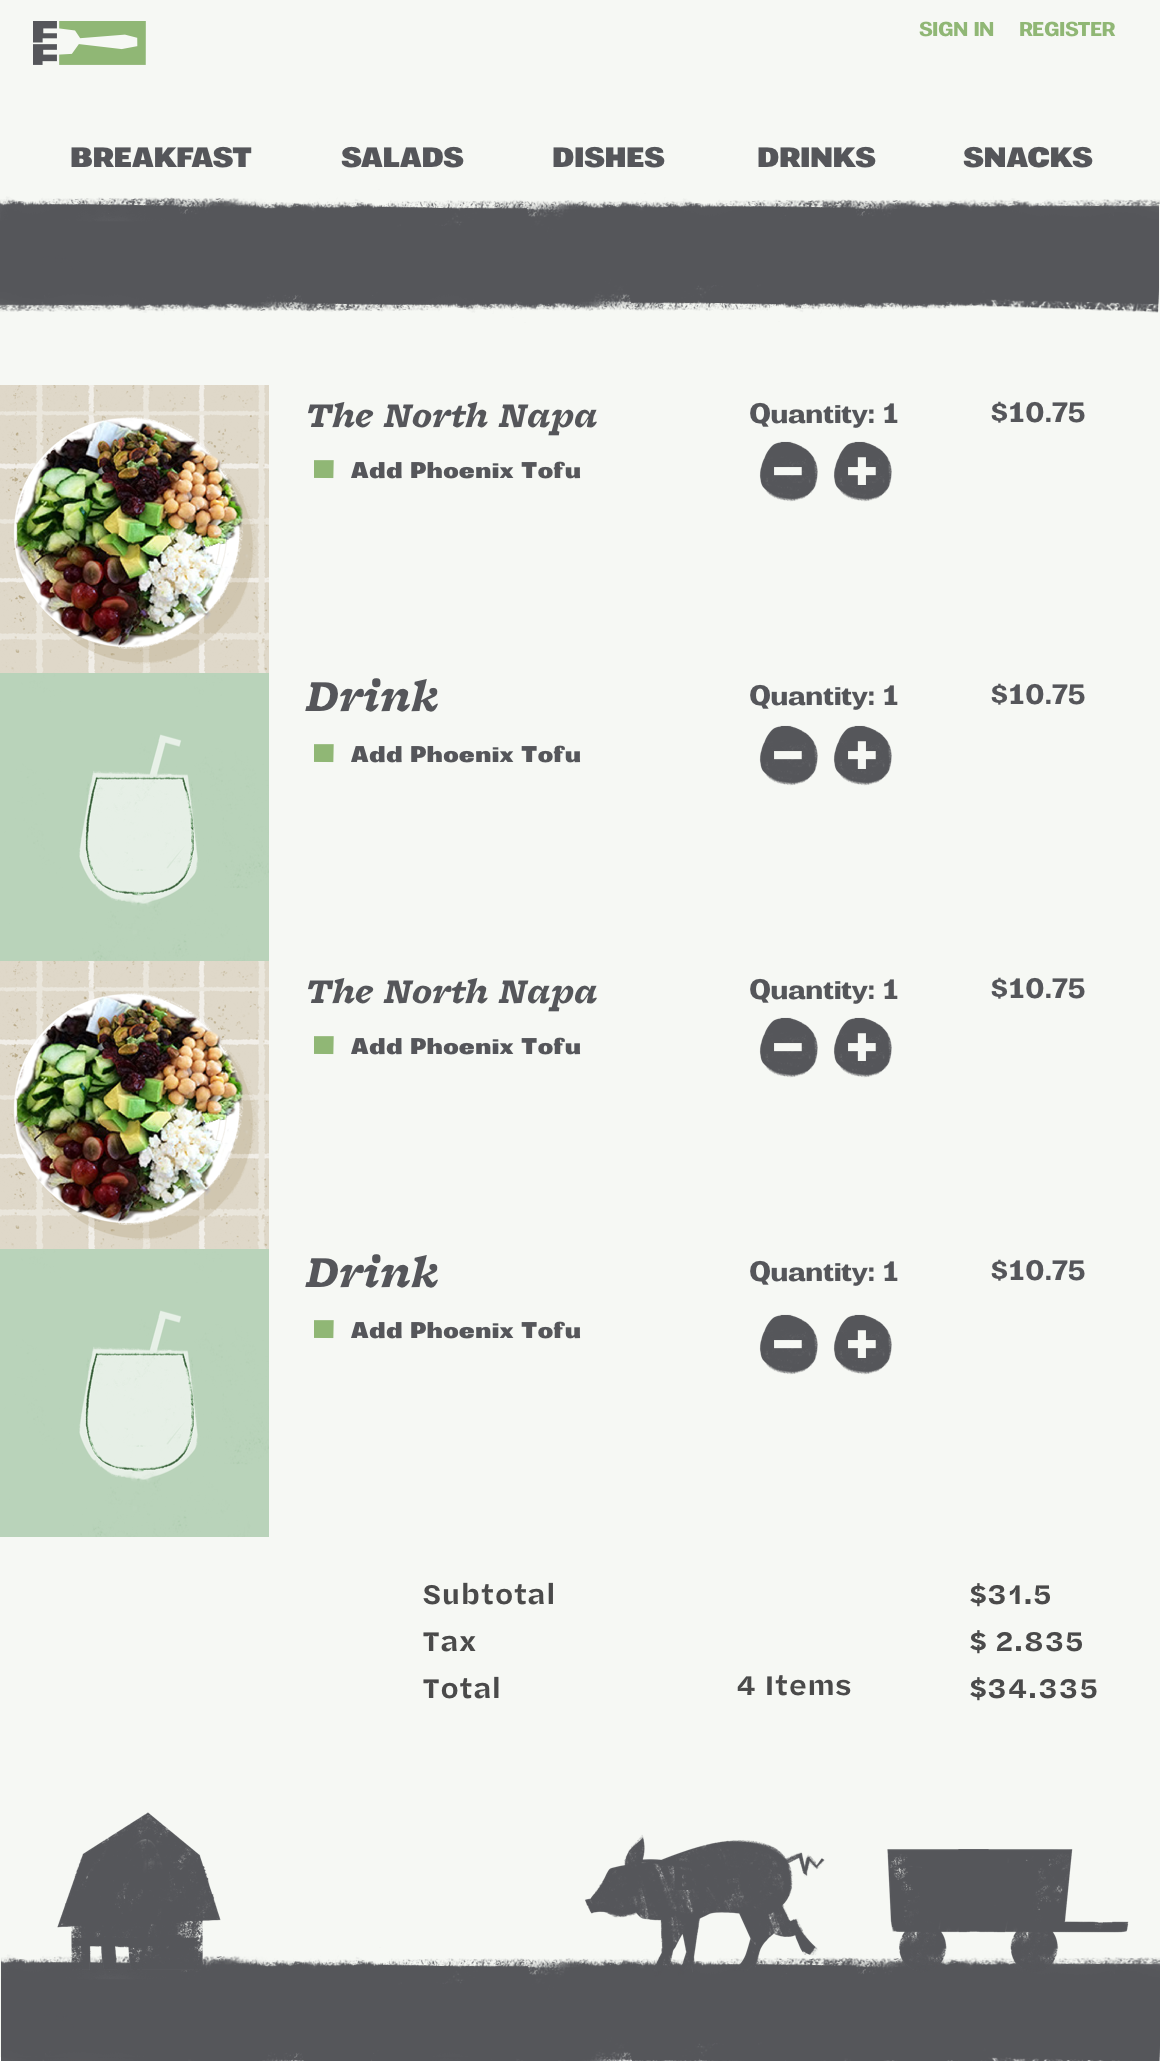 SIGN IN REGISTER
BREAKFAST SALADS DISHES DRINKS SNACKS
The North Napa Quantity: 1 $10.75
Add Phoenix Tofu
Drink Quantity: 1 $10.75
Add Phoenix Tofu
The North Napa Quantity: 1 $10.75
Add Phoenix Tofu
Drink Quantity: 1 $10.75
Add Phoenix Tofu
Subtotal $31.5
Tax $ 2.835
Total 4 Items $34.335